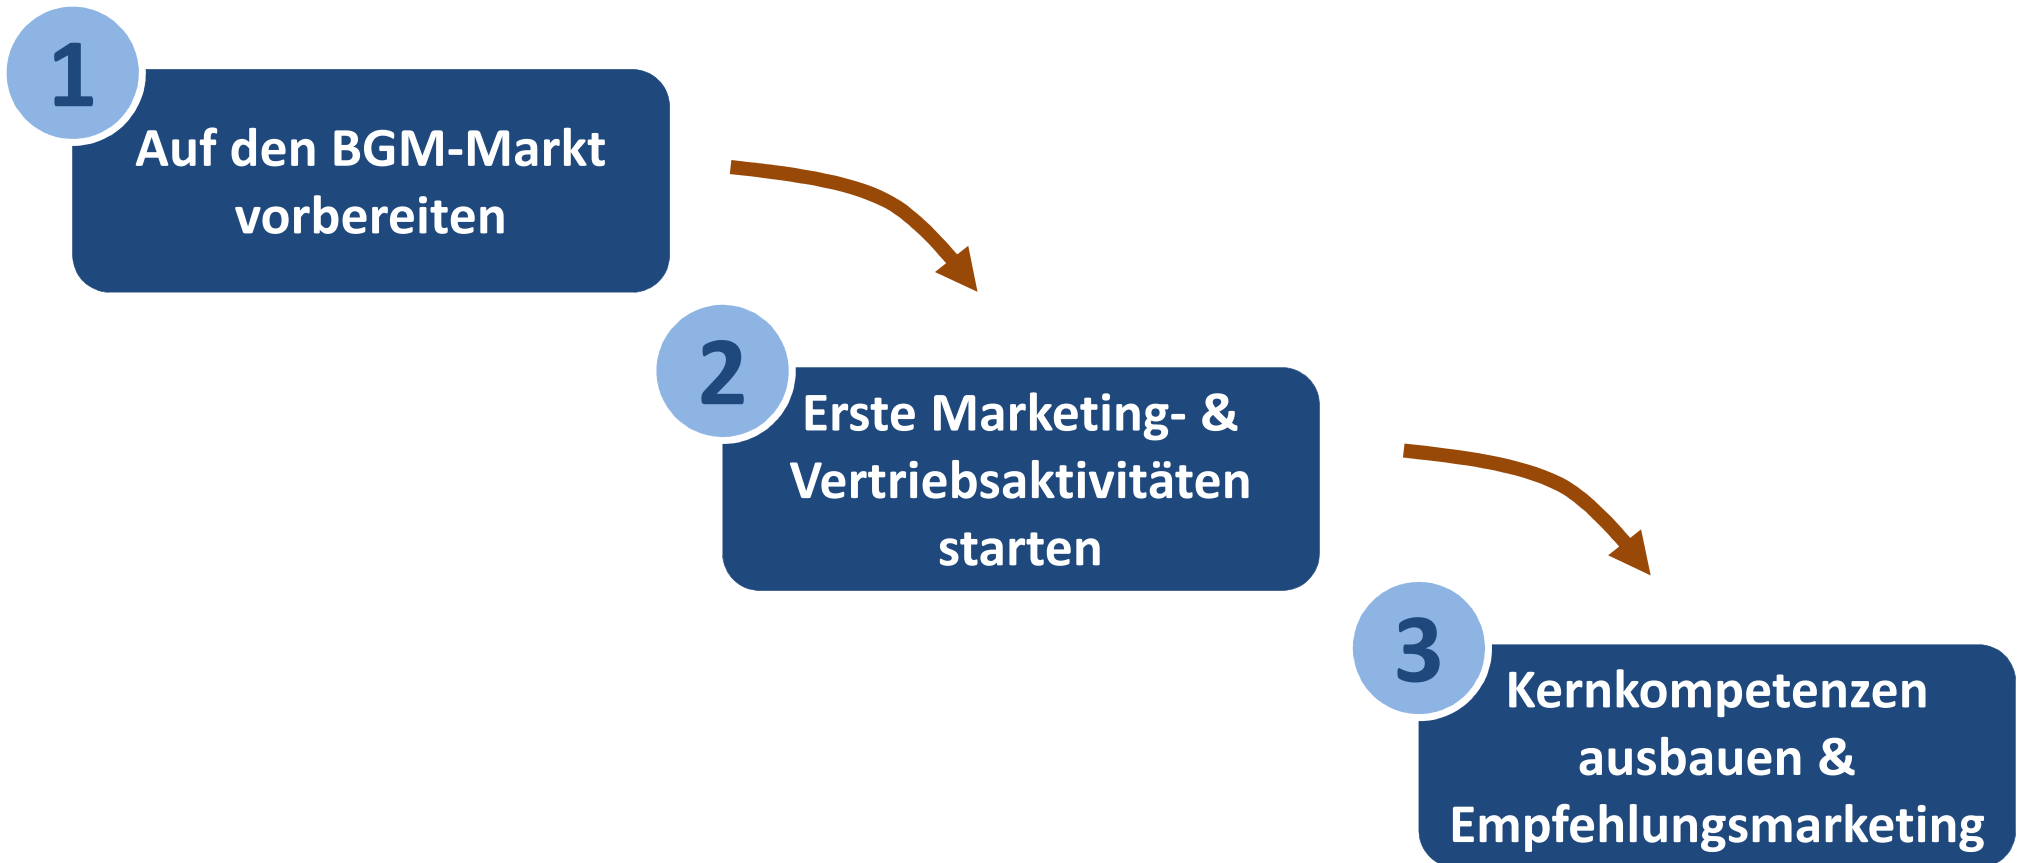 1
Auf den BGM-Markt
vorbereiten
2
Erste Marketing- &
Vertriebsaktivitäten
starten
3
Kernkompetenzen
ausbauen &
Empfehlungsmarketing